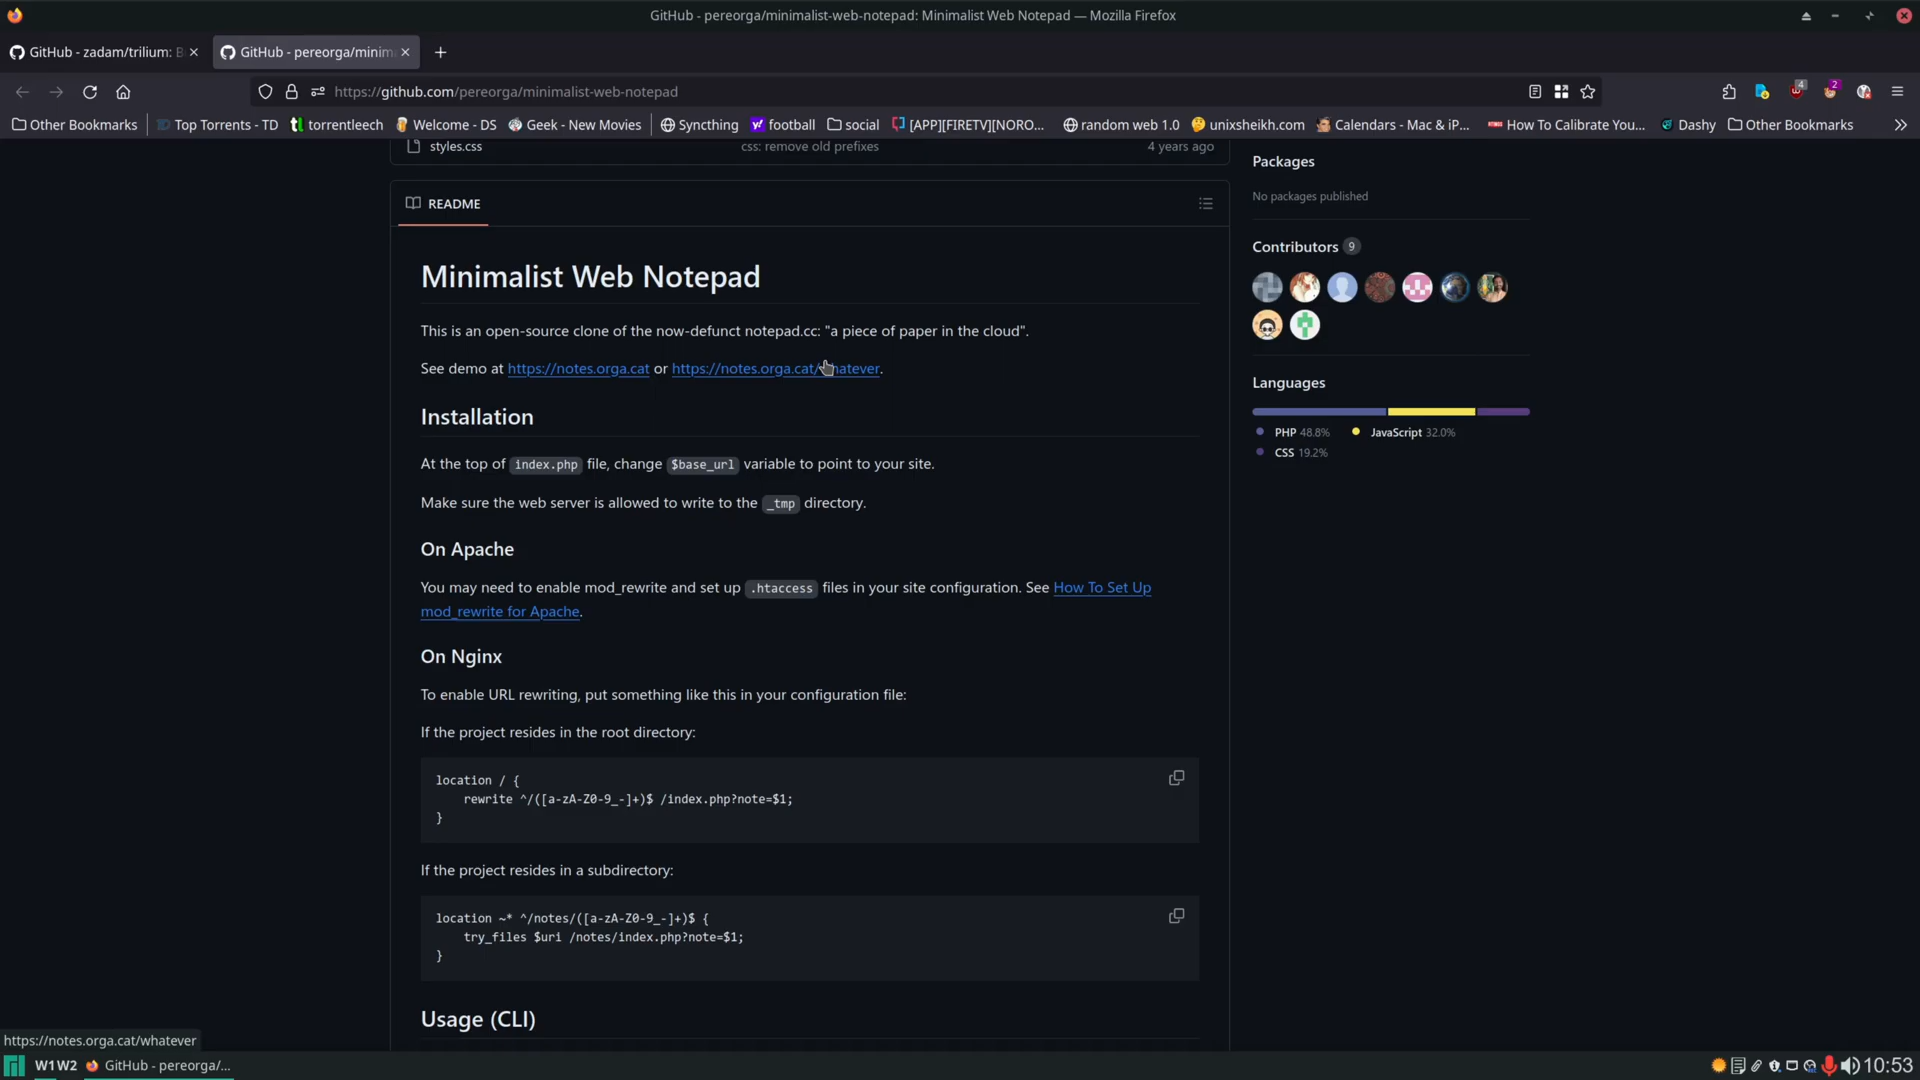 GitHub - pereorga/minimalist-web-notepad: Minimalist Web Notepad — Mozilla Firefox
GitHub - zadam/trilium: B
GitHub - pereorga/minim
https://github.com/pereorga/minimalist-web-notepad
4
2
Other Bookmarks
Top Torrents - TD
torrentleech
Welcome - DS
Geek - New Movies
Syncthing
football
social
[APP][FIRETV][NORO...
random web 1.0
unixsheikh.com
Calendars - Mac & iP...
How To Calibrate You...
Dashy
Other Bookmarks
styles.css
css: remove old prefixes
4 years ago
README
Minimalist Web Notepad
This is an open-source clone of the now-defunct notepad.cc: "a piece of paper in the cloud".
See demo at https://notes.orga.cat or https://notes.orga.cat/whatever.
Installation
At the top of index.php file, change $base_url variable to point to your site.
Make sure the web server is allowed to write to the _tmp directory.
On Apache
You may need to enable mod_rewrite and set up .htaccess files in your site configuration. See How To Set Up
mod_rewrite for Apache.
On Nginx
To enable URL rewriting, put something like this in your configuration file:
If the project resides in the root directory:
location / {
rewrite ^/([a-zA-Z0-9_-]+)$ /index.php?note=$1;
}
If the project resides in a subdirectory:
location ~* ^/notes/([a-zA-Z0-9_-]+)$ {
try_files $uri /notes/index.php?note=$1;
}
Usage (CLI)
Packages
No packages published
Contributors 9
Languages
PHP 48.8%
JavaScript 32.0%
CSS 19.2%
https://notes.orga.cat/whatever
W1 W2
GitHub - pereorga/...
10:53